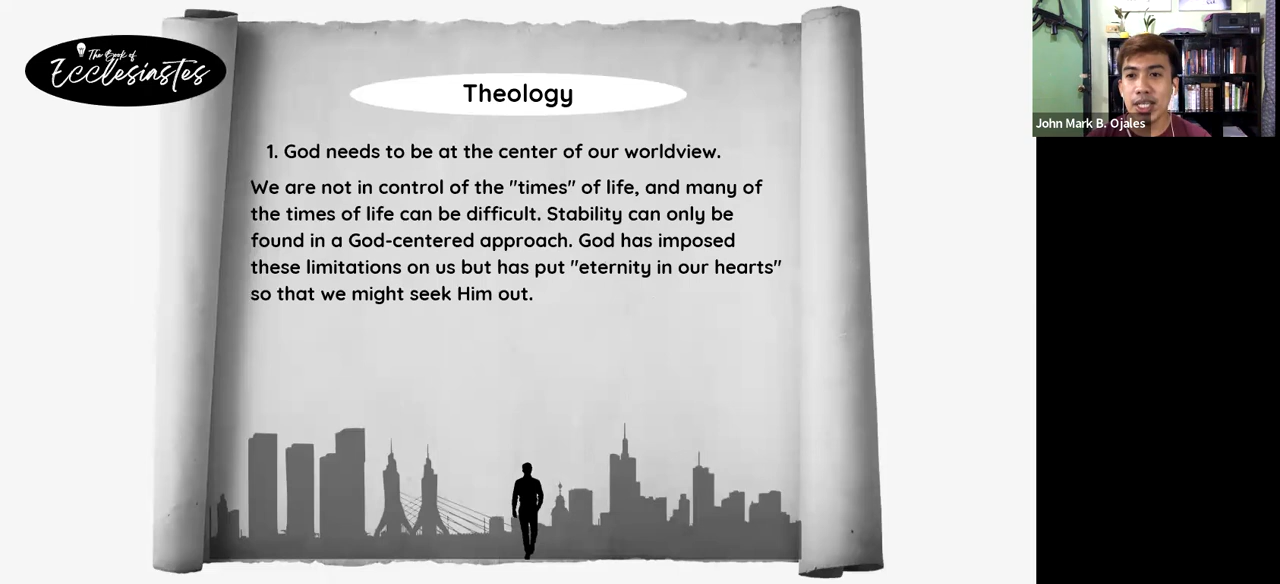 The Book of
Ecclesiastes
Theology
1. God needs to be at the center of our worldview.
We are not in control of the "times" of life, and many of
the times of life can be difficult. Stability can only be
found in a God-centered approach. God has imposed
these limitations on us but has put "eternity in our hearts"
so that we might seek Him out.
John Mark B. Ojales